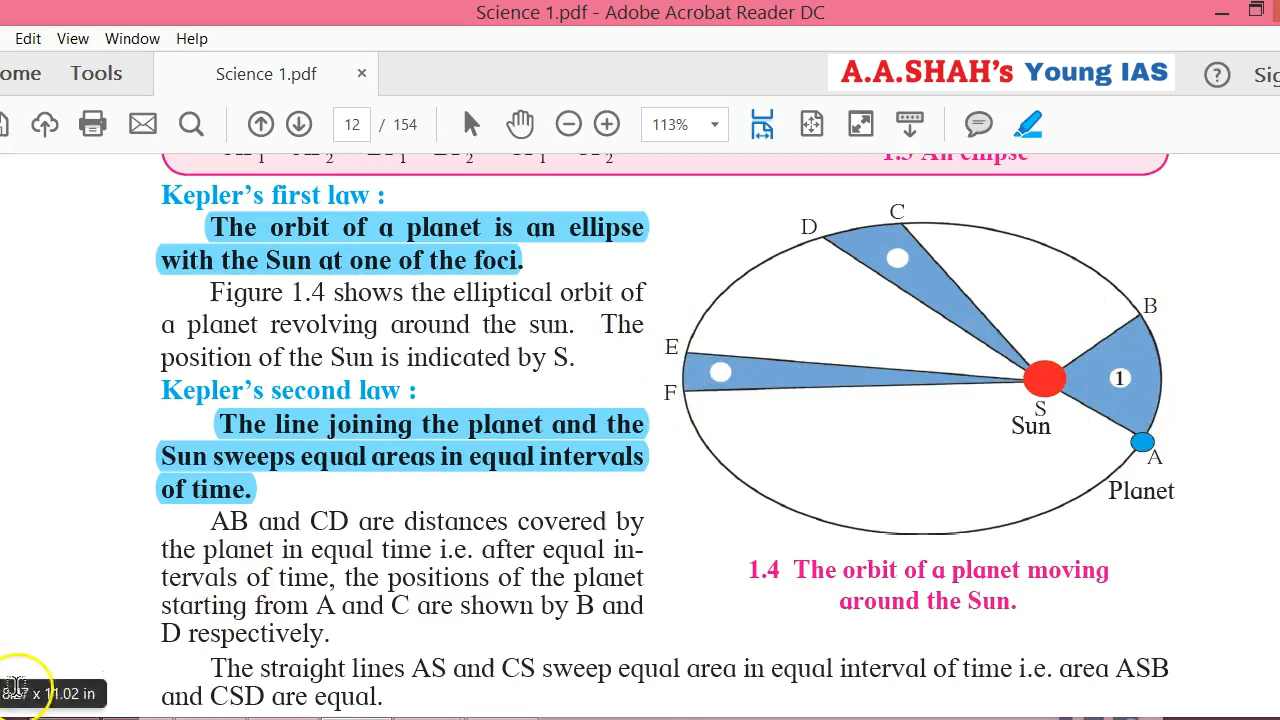 Science 1.pdf - Adobe Acrobat Reader DC
Edit View Window Help
ome Tools Science 1.pdf ×
A.A.SHAH's Young IAS
? Sig
12 / 154 113%
1.3 An ellipse
Kepler's first law :
The orbit of a planet is an ellipse
with the Sun at one of the foci.
Figure 1.4 shows the elliptical orbit of
a planet revolving around the sun. The
position of the Sun is indicated by S.
Kepler's second law :
The line joining the planet and the
Sun sweeps equal areas in equal intervals
of time.
AB and CD are distances covered by
the planet in equal time i.e. after equal in-
tervals of time, the positions of the planet
starting from A and C are shown by B and
D respectively.
The straight lines AS and CS sweep equal area in equal interval of time i.e. area ASB
and CSD are equal.
D
C
B
E
F
1
S
Sun
A
Planet
1.4 The orbit of a planet moving
around the Sun.
x 11.02 in